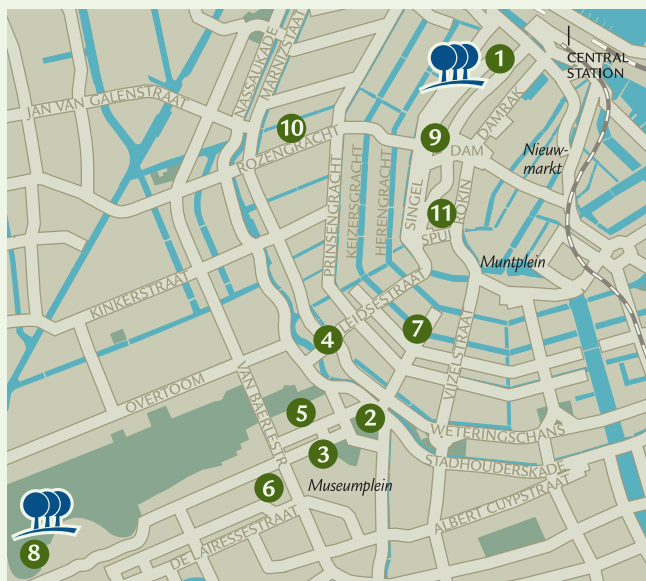 1
CENTRAL
STATION
NASSAUKADE
MARNIXSTAAT
JAN VAN GALENSTRAAT
DAMRAK
10
9
DAM
Nieuw-
markt
ROZENGRACHT
PRINSENGRACHT
KEIZERSGRACHT
HERENGRACHT
SINGEL
11
SPUI
ROKIN
Muntplein
KINKERSTRAAT
LEIDSESTRAAT
4
7
VIJZELSTRAAT
OVERTOOM
VAN BAERLESTR
5
2
WETERINGSCHANS
3
STADHOUDERSKADE
6
Museumplein
ALBERT CUYPSTRAAT
8
DE LAIRESSESTRAAT